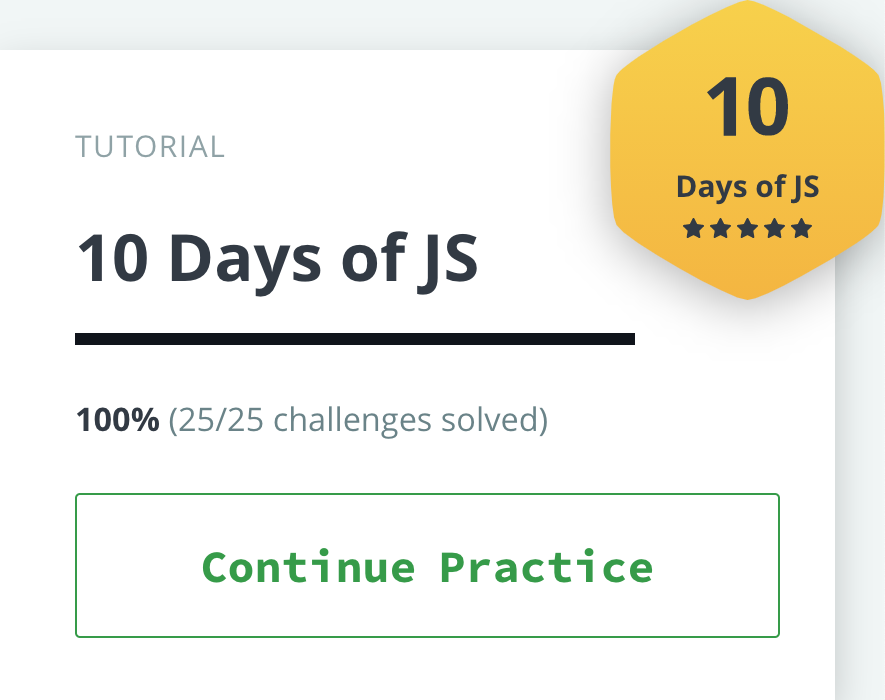 10
Days of JS
★★★★★
TUTORIAL
10 Days of JS
100% (25/25 challenges solved)
Continue Practice